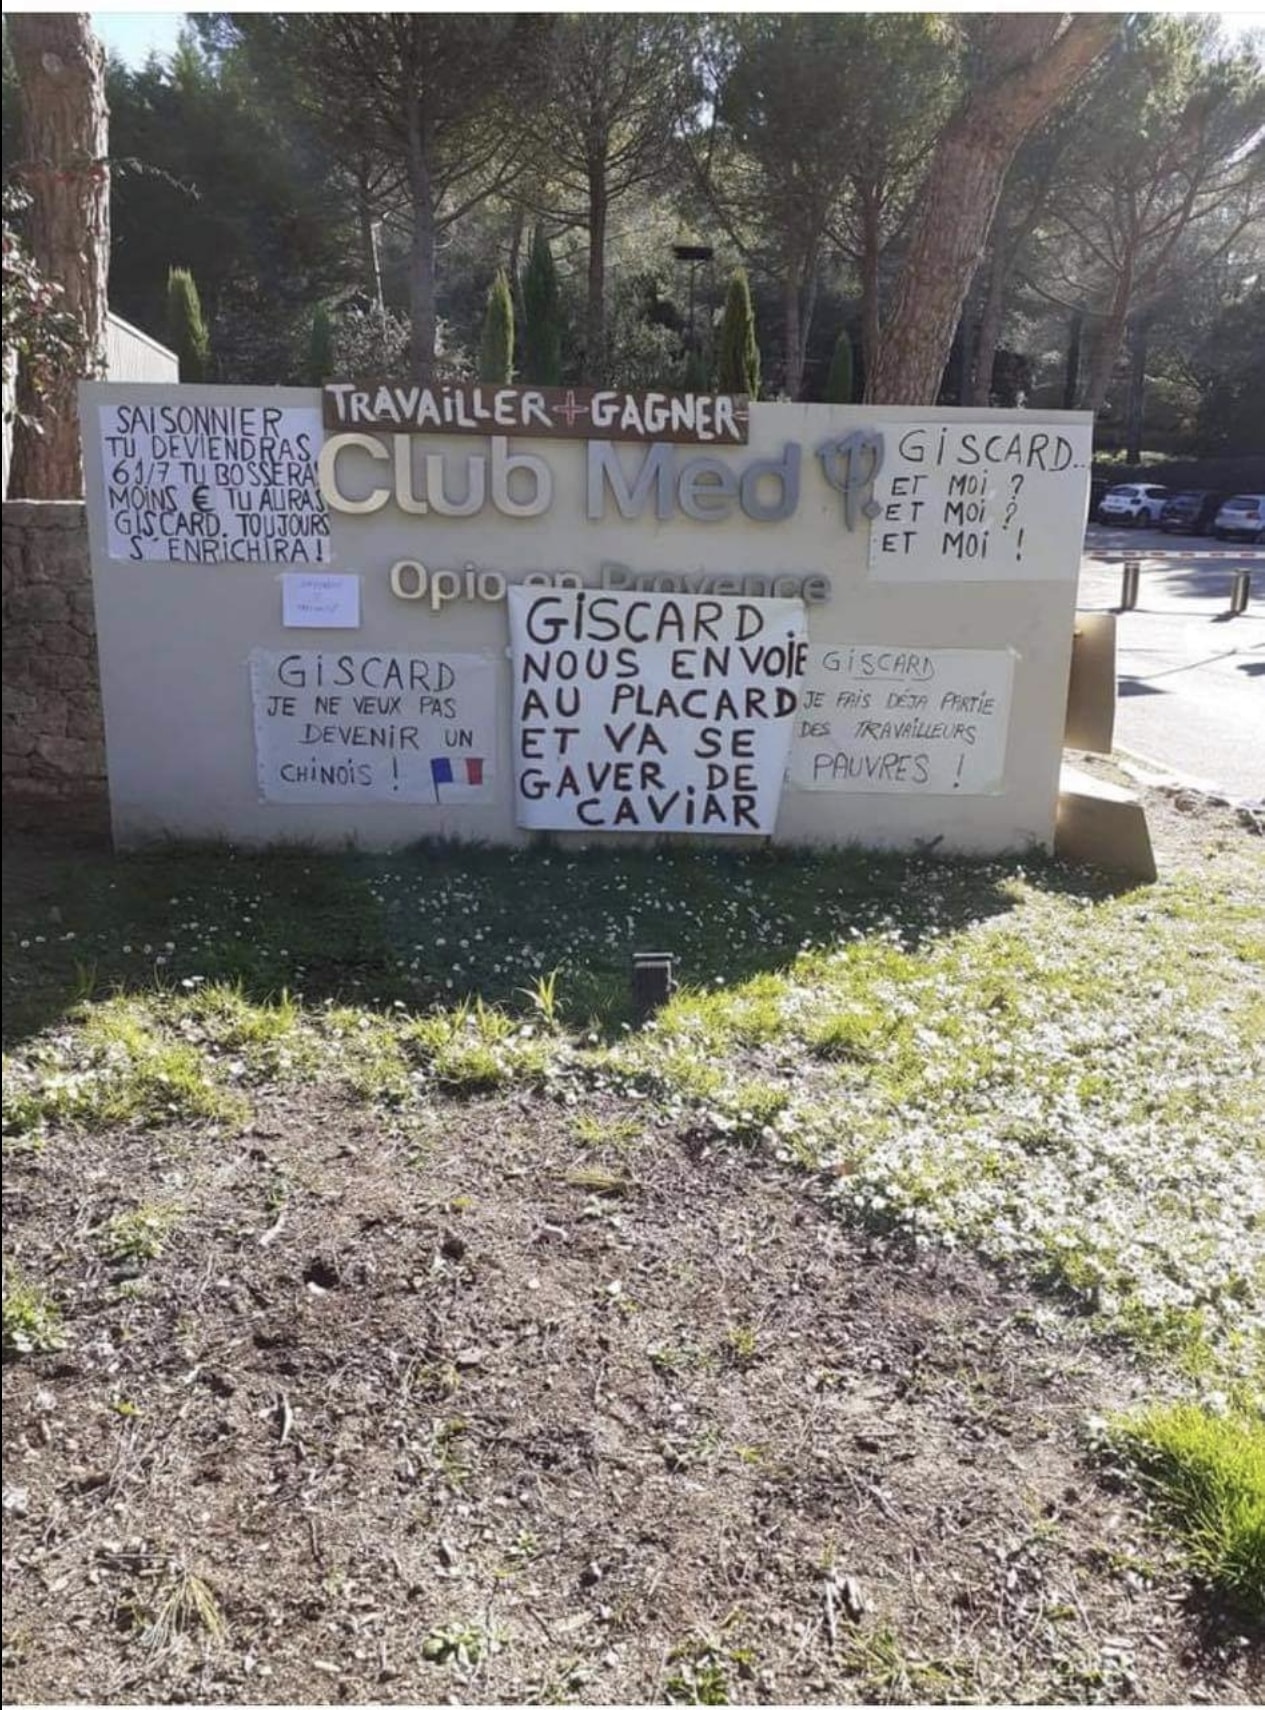 TRAVAILLER + GAGNER -
SAISONNIER
TU DEVIENDRAS
6J/7 TU BOSSERA
MOINS € TU AURAS
GISCARD. TOUJOURS
S'ENRICHIRA !
Club Med
GISCARD...
ET MOI ?
ET MOI ?
ET MOI !
Opio en Provence
GISCARD
JE NE VEUX PAS
DEVENIR UN
CHINOIS !
GISCARD.
NOUS ENVOIE
AU PLACARD
ET VA SE
GAVER DE
CAVIAR
GISCARD
JE FAIS DÉJA PARTIE
DES TRAVAILLEURS
PAUVRES !